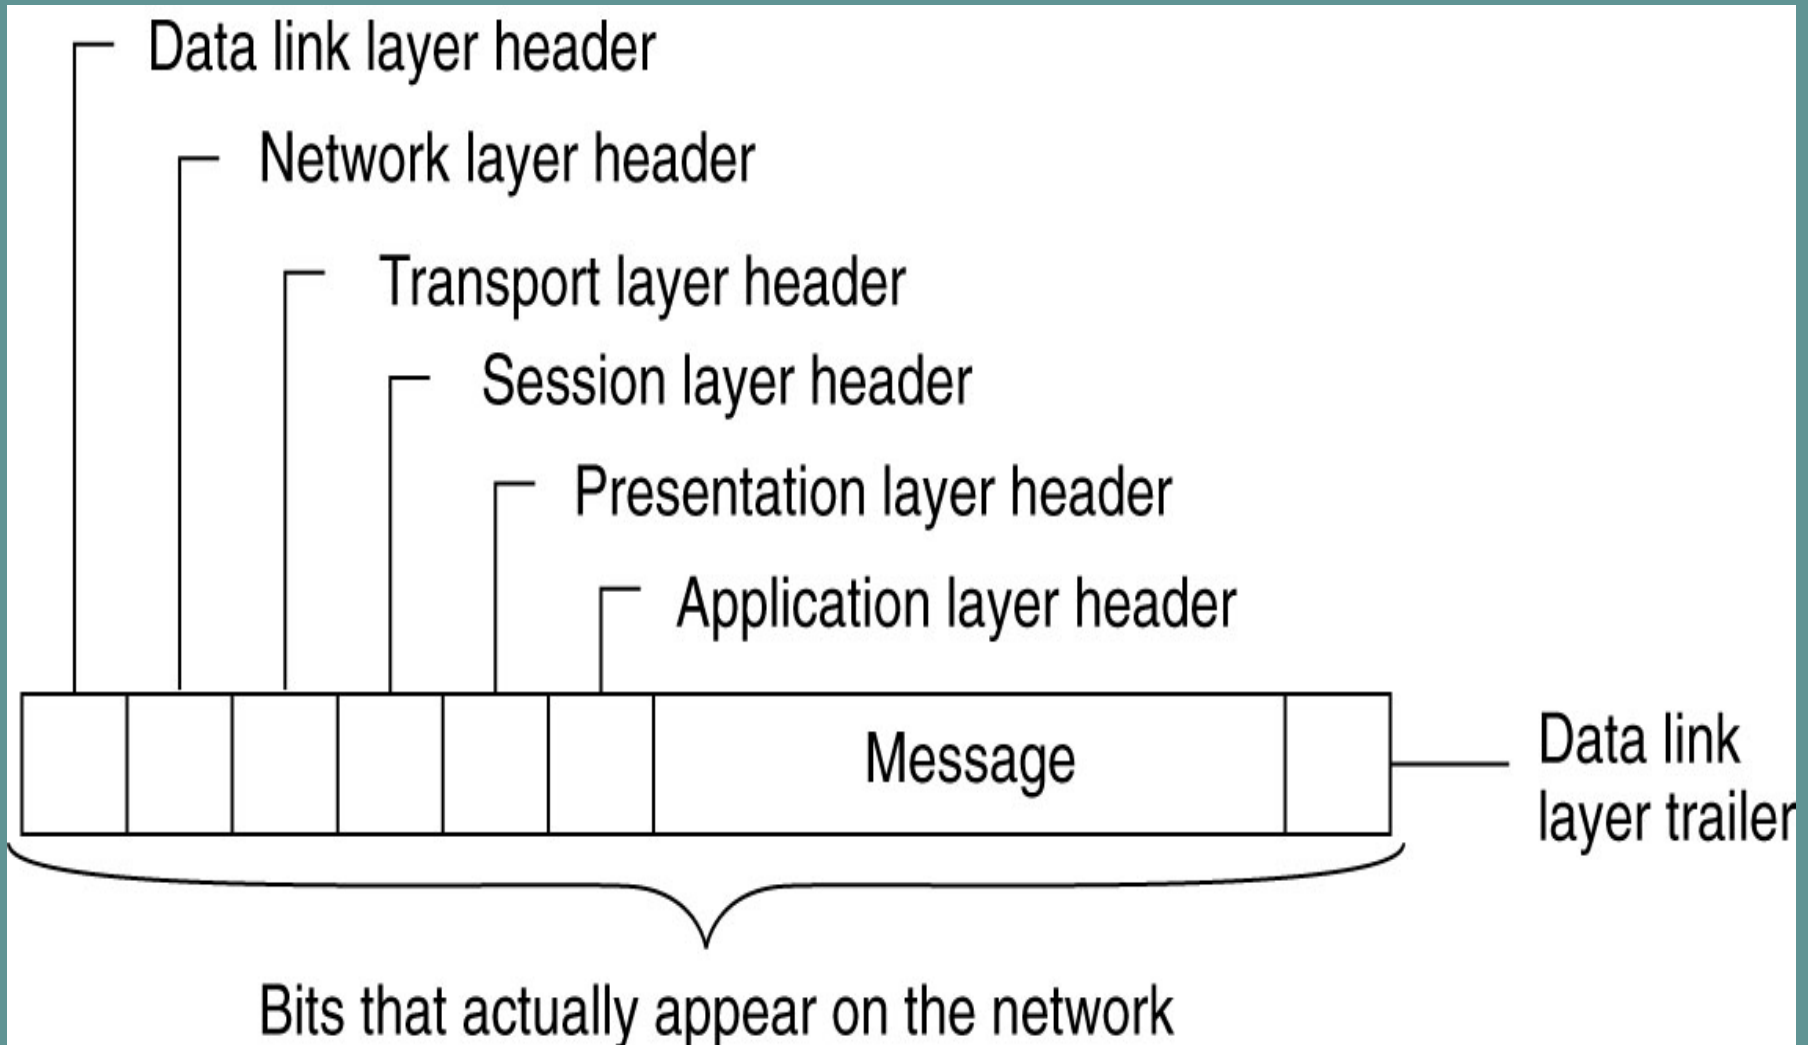 Data link layer header
Network layer header
Transport layer header
Session layer header
Presentation layer header
Application layer header
Message
Data link
layer trailer
Bits that actually appear on the network